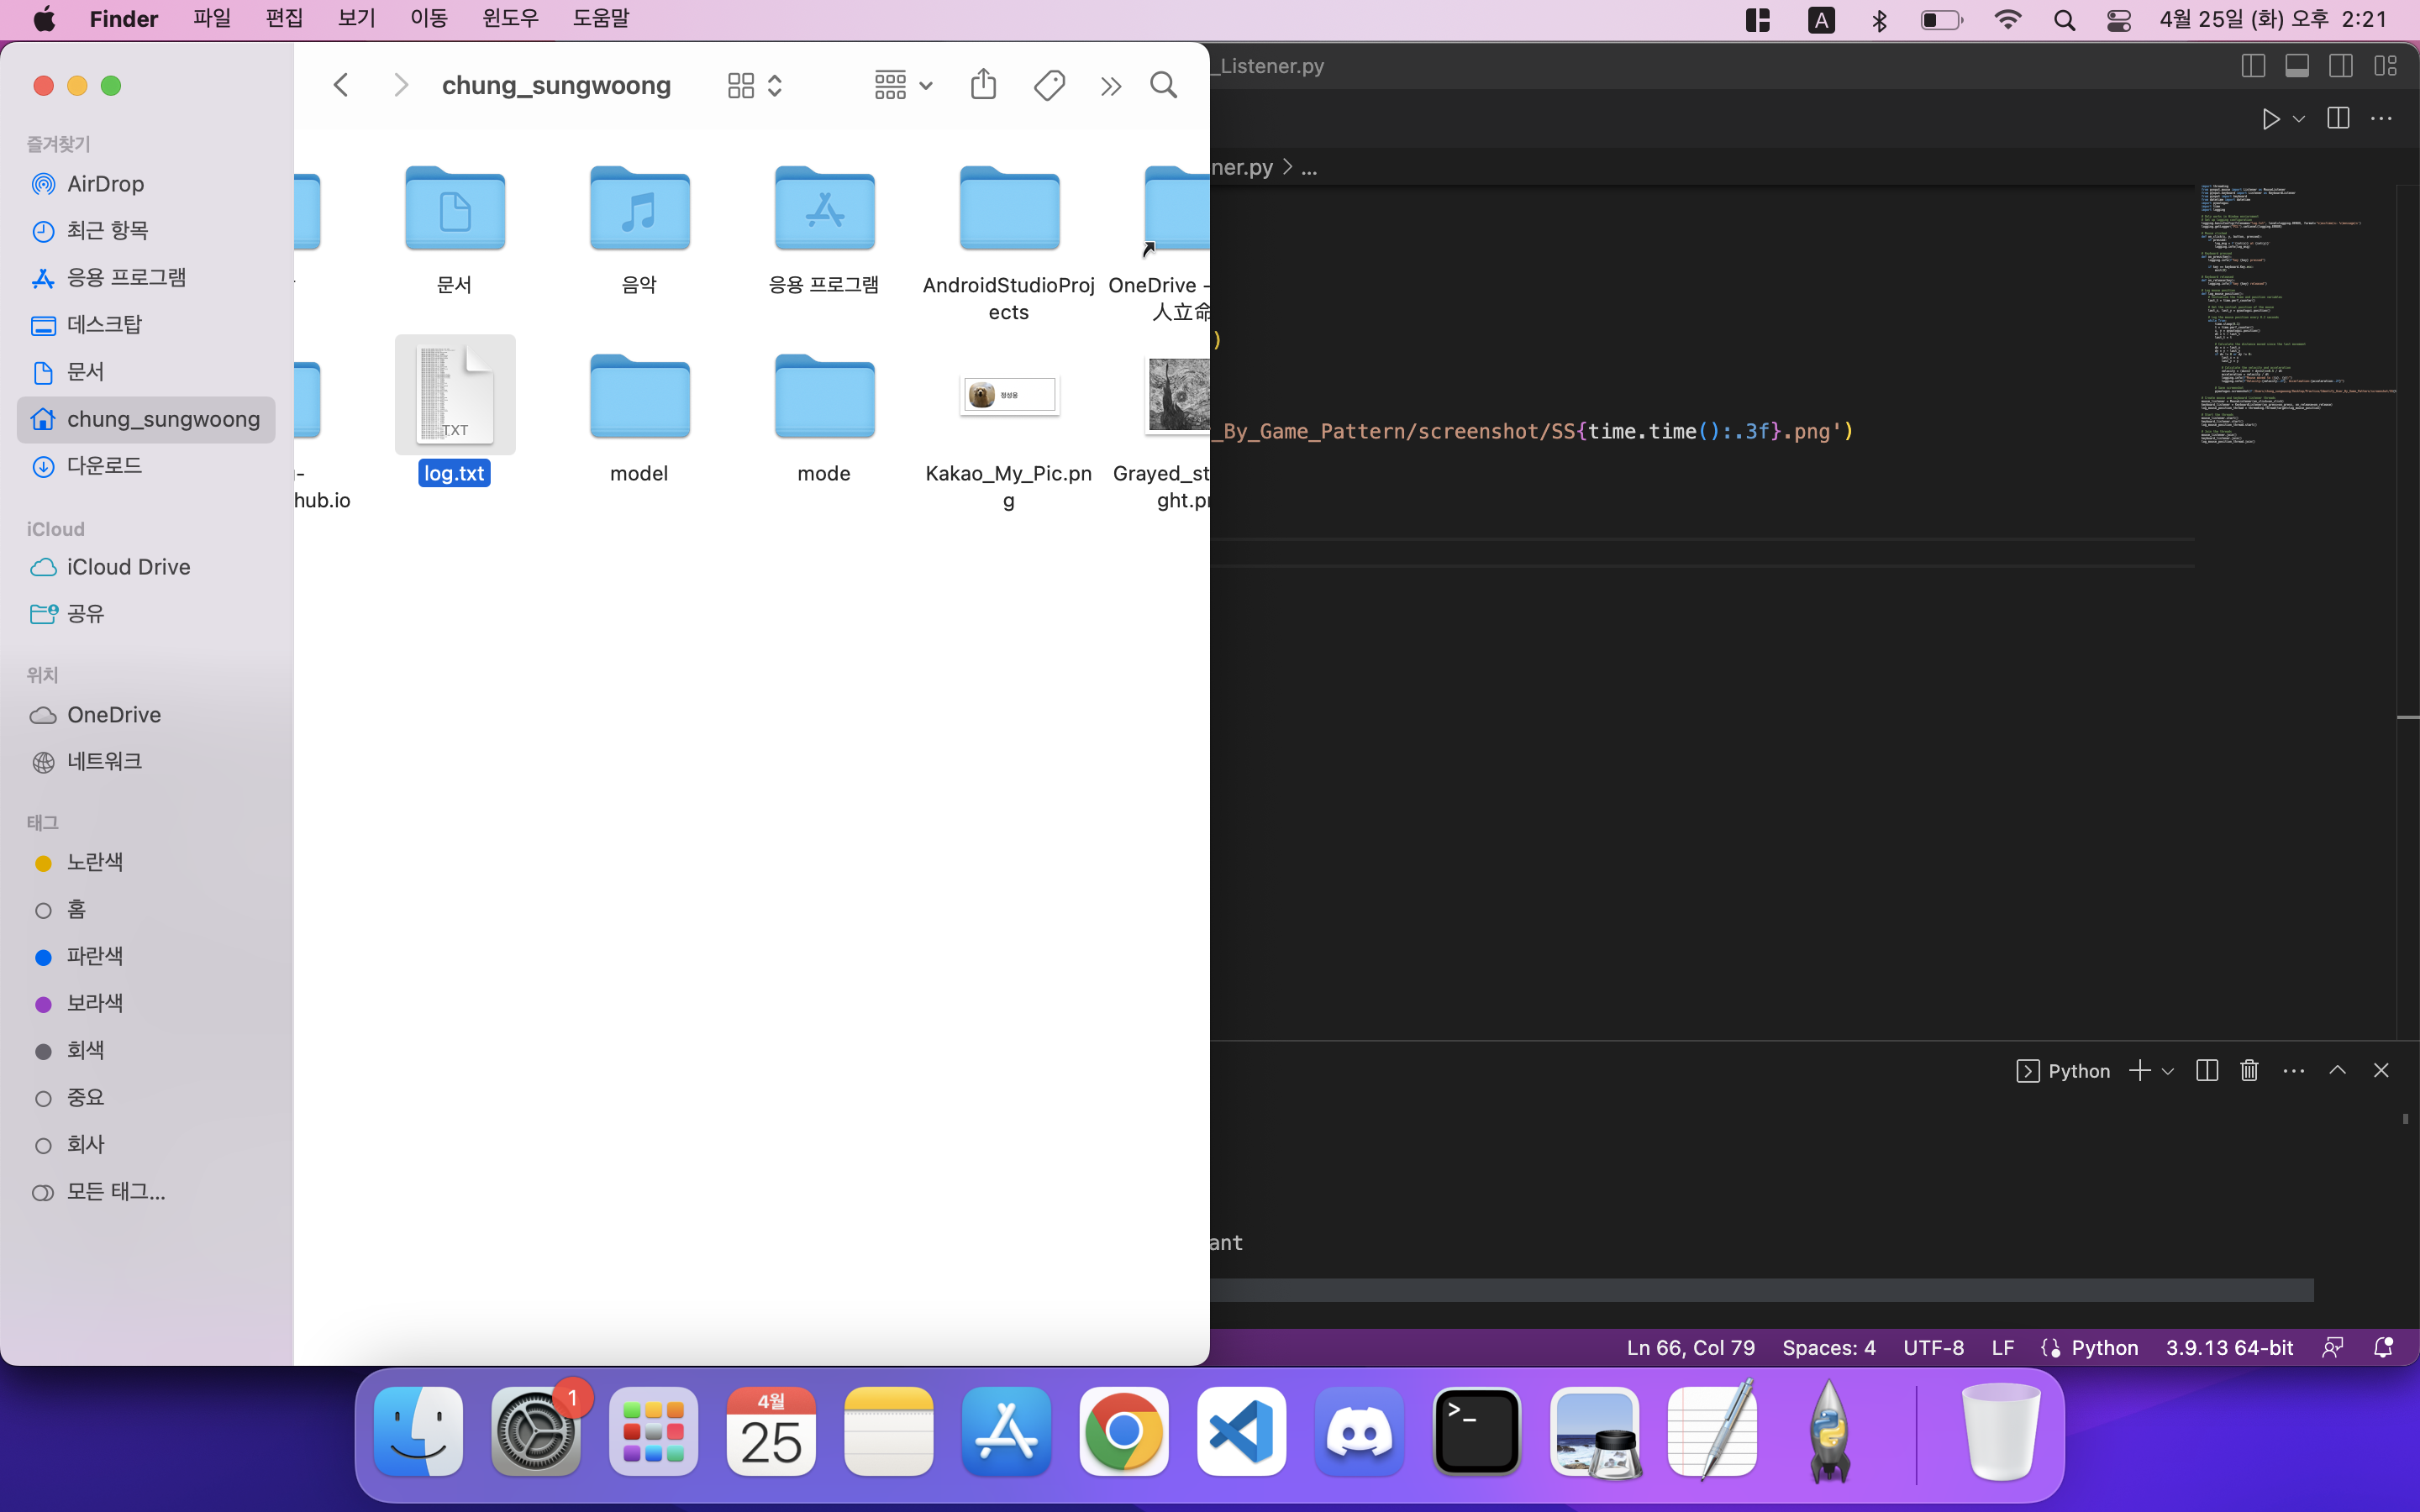 Finder 파일 편집 보기 이동 윈도우 도움말
A
4월 25일 (화) 오후 2:21
chung_sungwoong
_Listener.py
ner.py > ...
즐겨찾기
AirDrop
최근 항목
응용 프로그램
데스크탑
문서
chung_sungwoong
다운로드
iCloud
iCloud Drive
공유
위치
OneDrive
네트워크
태그
노란색
홈
파란색
보라색
회색
중요
회사
모든 태그...
문서
음악
응용 프로그램
AndroidStudioProj
ects
OneDrive -
人立命
hub.io
TXT
log.txt
model
mode
정성웅
Kakao_My_Pic.pn
g
Grayed_st
ght.p
)
_By_Game_Pattern/screenshot/SS{time.time():.3f}.png')
Python
ant
Ln 66, Col 79 Spaces: 4 UTF-8 LF Python 3.9.13 64-bit
1
4월
25
>_